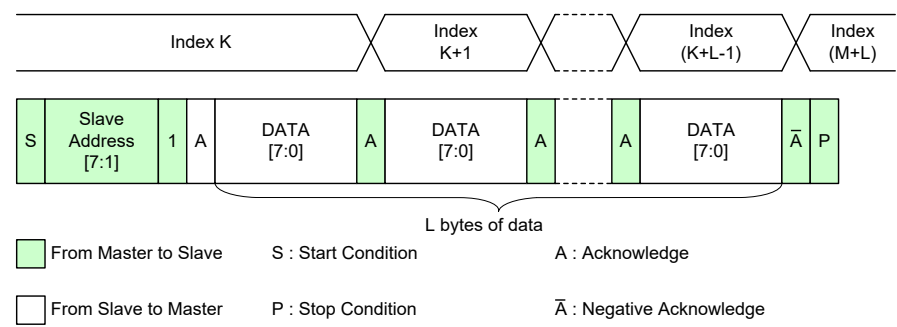 Index K
Index
K+1
Index
(K+L-1)
Index
(M+L)
S
Slave
Address
[7:1]
1
A
DATA
[7:0]
A
DATA
[7:0]
A
A
DATA
[7:0]
A̅
P
L bytes of data
From Master to Slave
S : Start Condition
A : Acknowledge
From Slave to Master
P : Stop Condition
A̅ : Negative Acknowledge